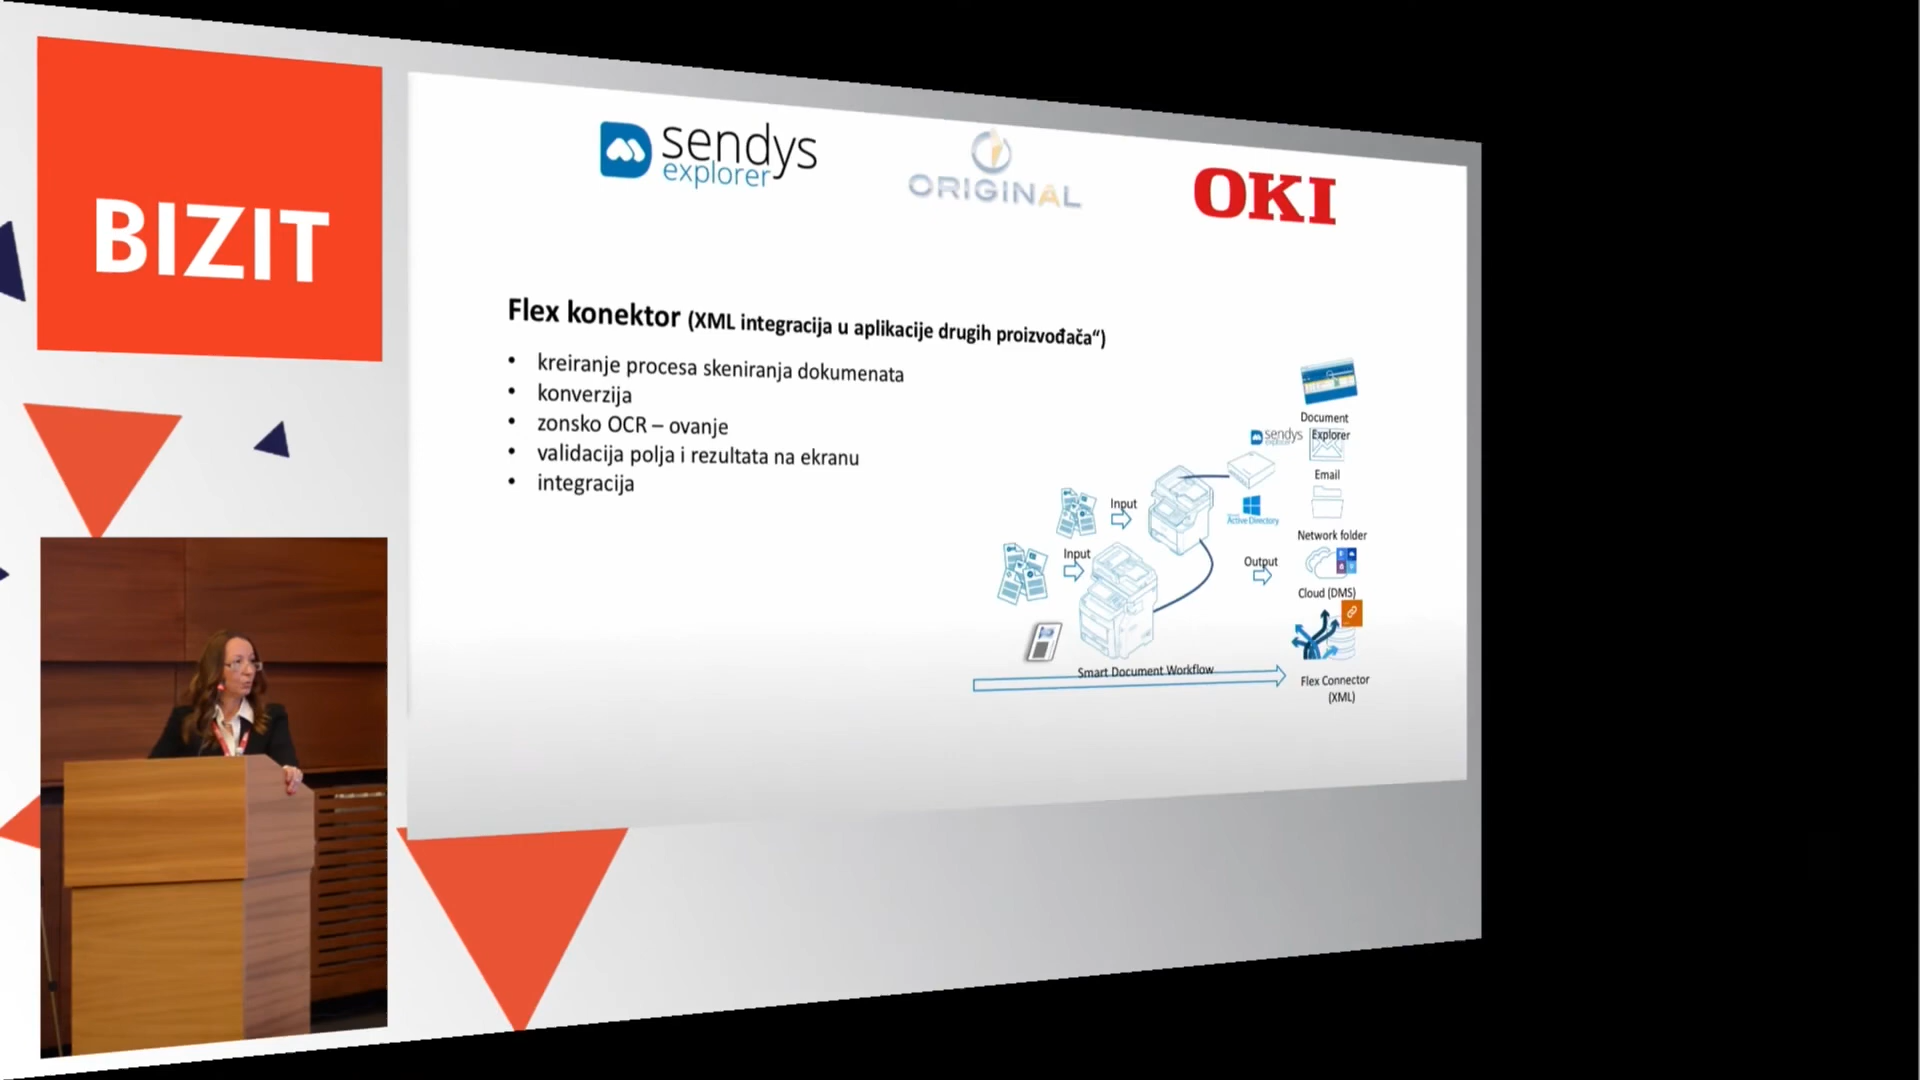 BIZIT
sendys
explorer
ORIGINAL
OKI
Flex konektor (XML integracija u aplikacije drugih proizvođača“)
• kreiranje procesa skeniranja dokumenata
• konverzija
• zonsko OCR – ovanje
• validacija polja i rezultata na ekranu
• integracija
Document
Explorer
sendys
Email
Input
Active Directory
Network folder
Input
Output
Cloud (DMS)
Smart Document Workflow
Flex Connector
(XML)